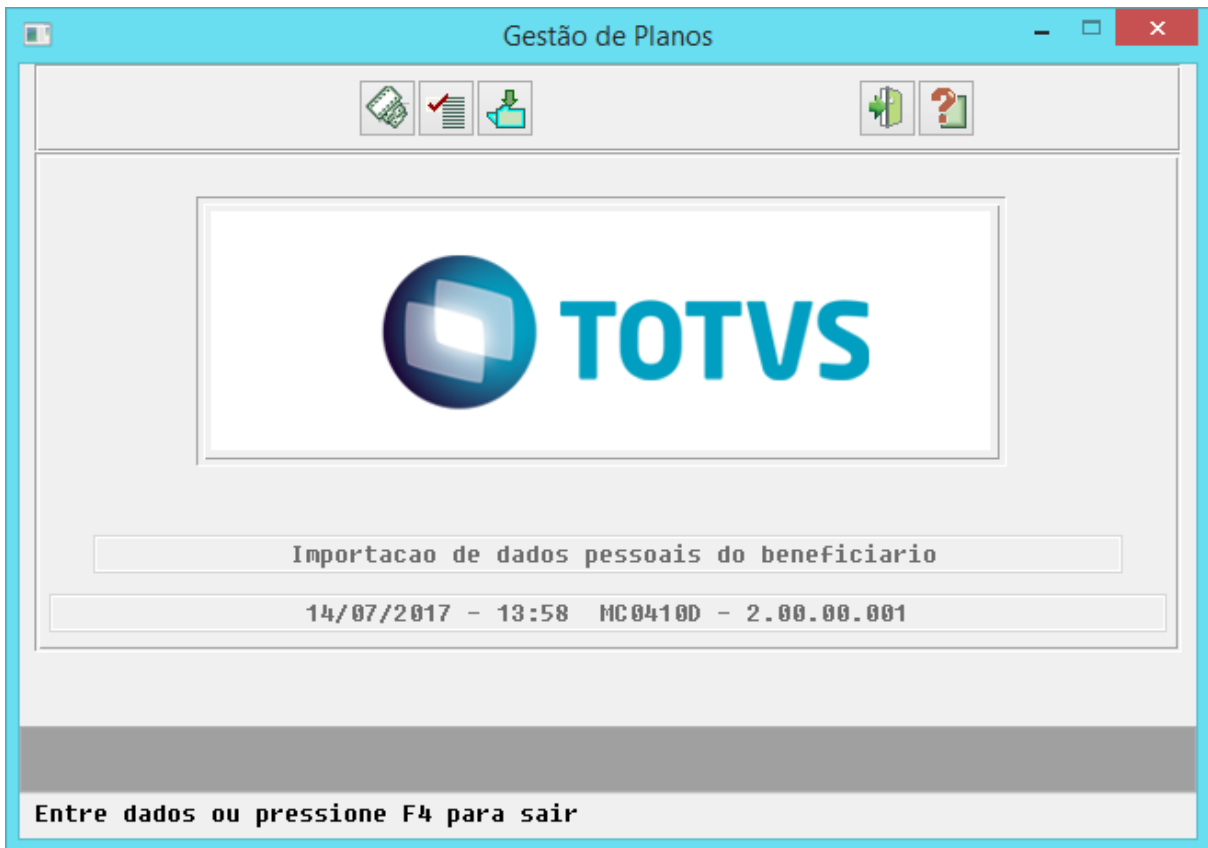 Gestão de Planos
TOTVS
Importacao de dados pessoais do beneficiario
14/07/2017 - 13:58 MC0410D - 2.00.00.001
Entre dados ou pressione F4 para sair